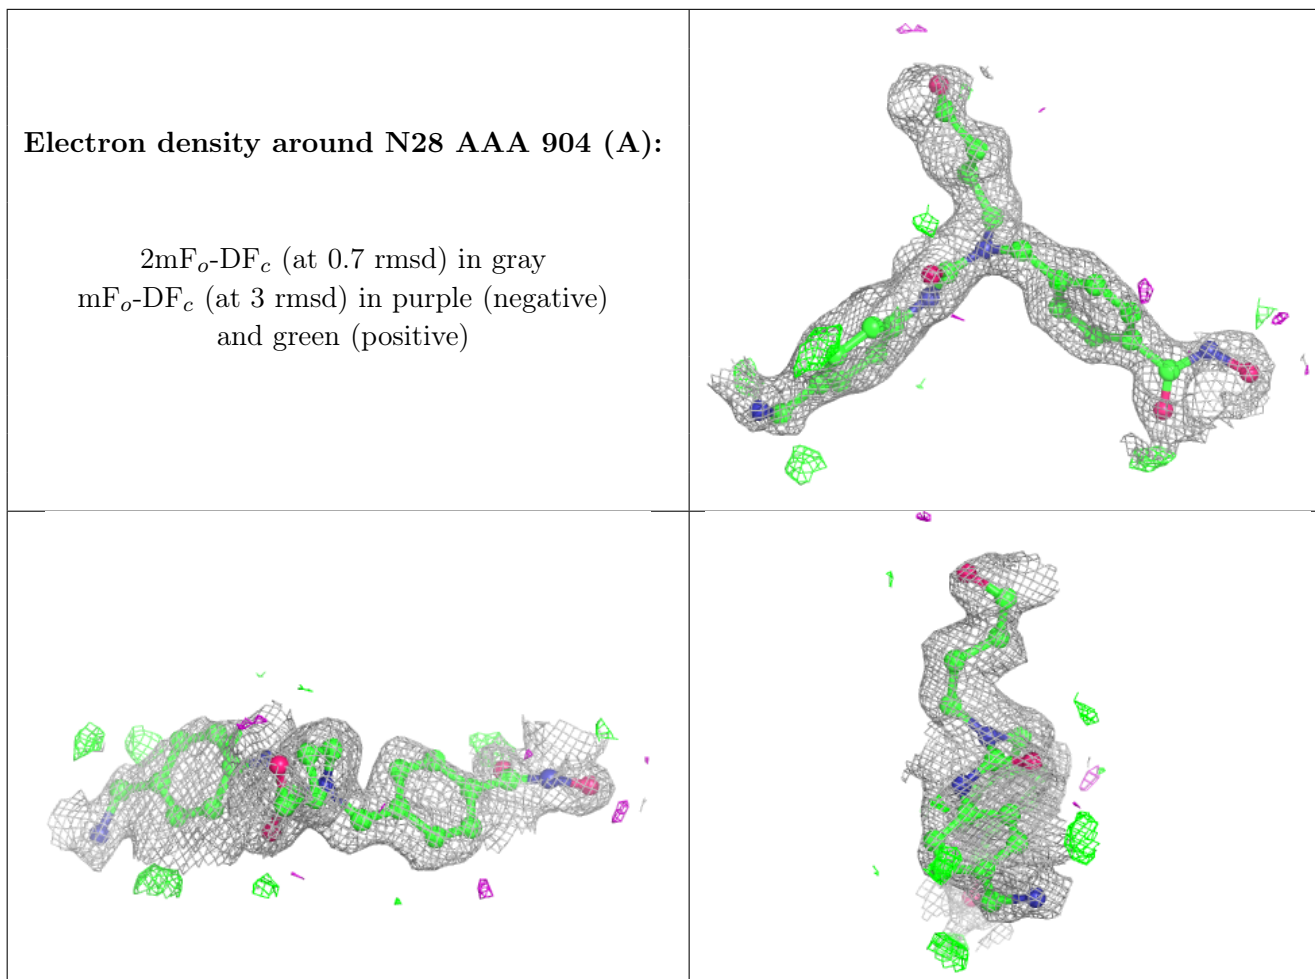 Electron density around N28 AAA 904 (A):
2mFo-DFc (at 0.7 rmsd) in gray
mFo-DFc (at 3 rmsd) in purple (negative)
and green (positive)